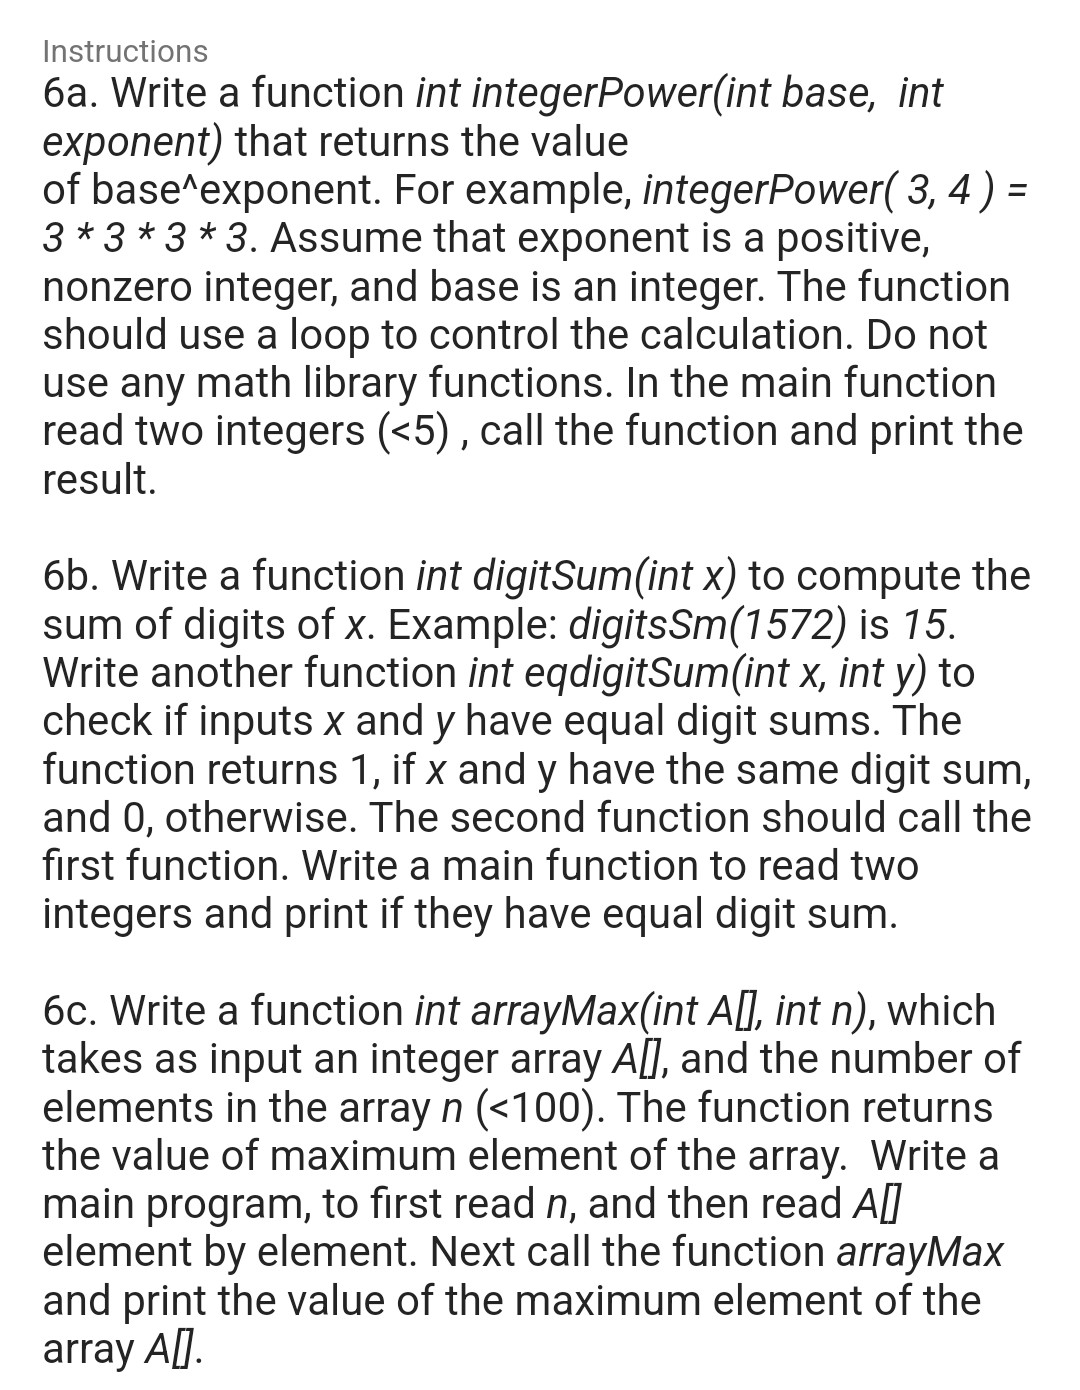 Instructions
6a. Write a function int integerPower(int base,  int
exponent) that returns the value
of base^exponent. For example, integerPower( 3, 4 ) =
3 * 3 * 3 * 3. Assume that exponent is a positive,
nonzero integer, and base is an integer. The function
should use a loop to control the calculation. Do not
use any math library functions. In the main function
read two integers (<5) , call the function and print the
result.

6b. Write a function int digitSum(int x) to compute the
sum of digits of x. Example: digitsSm(1572) is 15.
Write another function int eqdigitSum(int x, int y) to
check if inputs x and y have equal digit sums. The
function returns 1, if x and y have the same digit sum,
and 0, otherwise. The second function should call the
first function. Write a main function to read two
integers and print if they have equal digit sum.

6c. Write a function int arrayMax(int A[], int n), which
takes as input an integer array A[], and the number of
elements in the array n (<100). The function returns
the value of maximum element of the array.  Write a
main program, to first read n, and then read A[]
element by element. Next call the function arrayMax
and print the value of the maximum element of the
array A[].